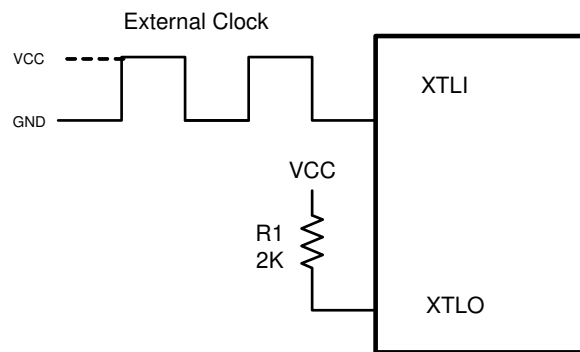 External Clock
VCC
GND
XTLI
VCC
R1
2K
XTLO